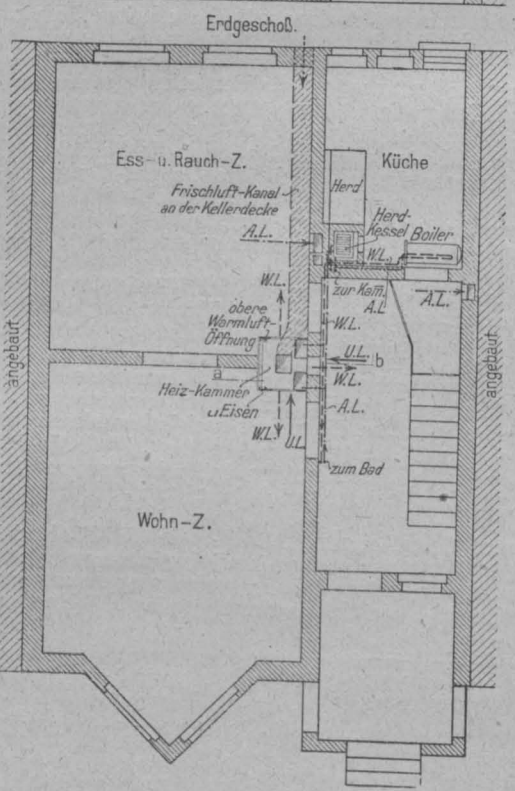 Erdgeschoß.
Ess- u. Rauch-Z.
Küche
Herd
Frischluft-Kanal
an der Kellerdecke
Herd-
Kessel
Boiler
A.L.
W.L.
zur Kam.
A.L.
A.L
W.L.
obere
Warmluft-
Öffnung
W.L.
U.L.
b
W.L.
a
Heiz-Kammer
u Eisen
A.L.
W.L.
U.L.
zum Bad
Wohn-Z.
angebaut
angebaut